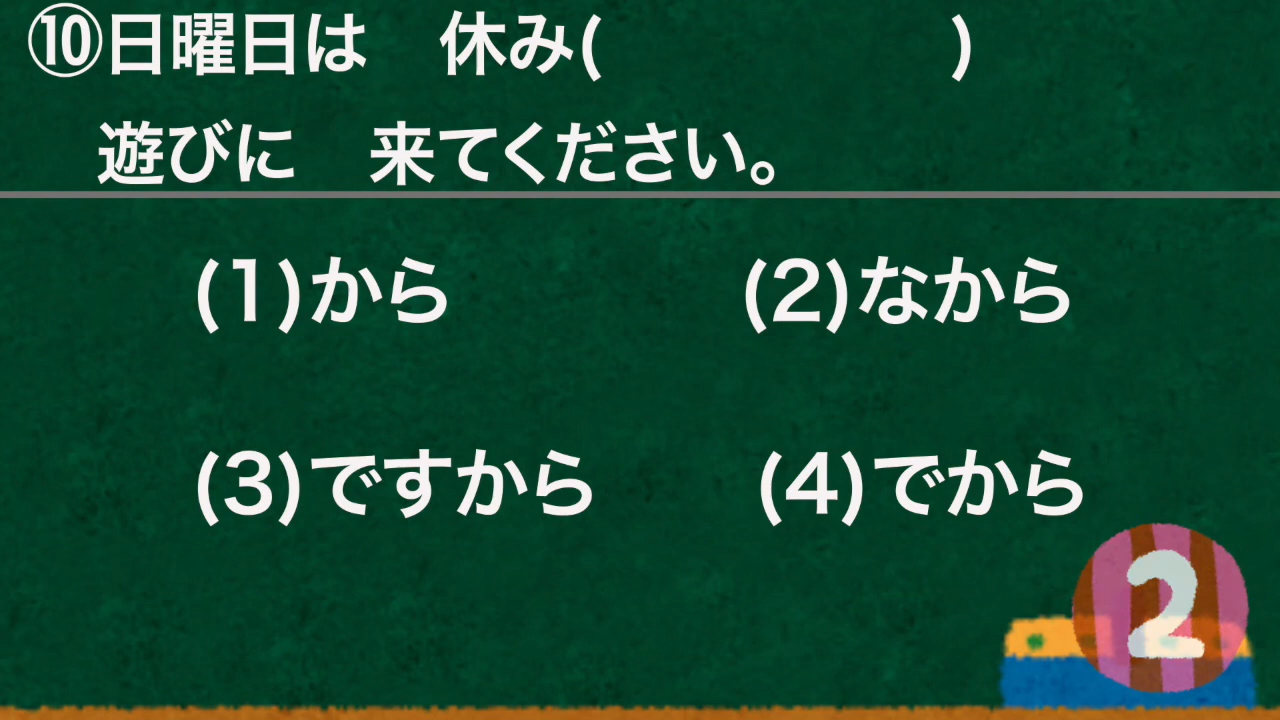 ⑩日曜日は　休み(　　　　　)
遊びに　来てください。
(1)から　(2)なから
(3)ですから　(4)でから
2